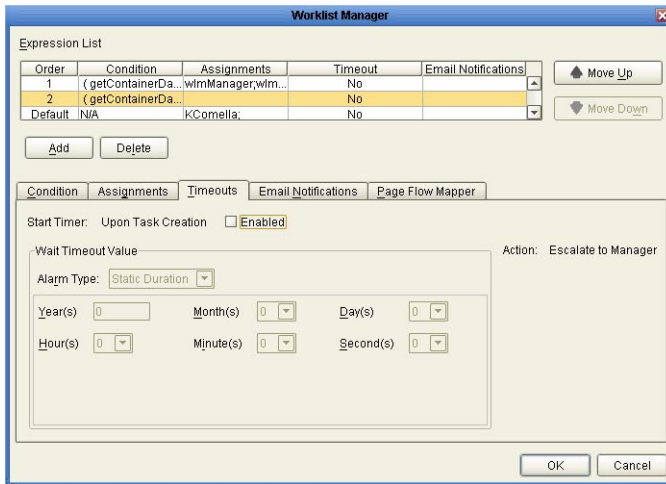 Worklist Manager
Expression List
Order Condition Assignments Timeout Email Notifications
1 ( getContainerDa... wlmManager;wlm... No
2 ( getContainerDa... No
Default N/A KComella; No
Move Up
Move Down
Add Delete
Condition Assignments Timeouts Email Notifications Page Flow Mapper
Start Timer: Upon Task Creation Enabled
Action: Escalate to Manager
Wait Timeout Value
Alarm Type: Static Duration
Year(s) 0 Month(s) 0 Day(s) 0
Hour(s) 0 Minute(s) 0 Second(s) 0
OK Cancel